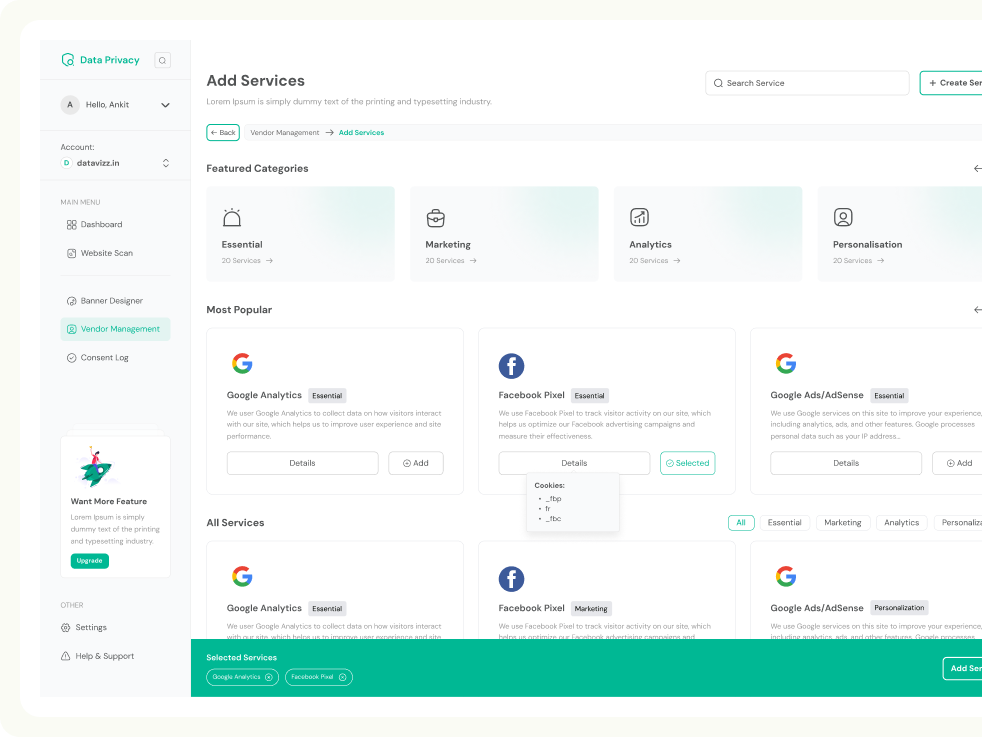 Data Privacy
A Hello, Ankit
Account:
D datavizz.in
MAIN MENU
Dashboard
Website Scan
Banner Designer
Vendor Management
Consent Log
Want More Feature
Lorem Ipsum is simply
dummy text of the printing
and typesetting industry.
Upgrade
OTHER
Settings
Help & Support
Add Services
Lorem Ipsum is simply dummy text of the printing and typesetting industry.
Search Service
+ Create Ser
← Back Vendor Management → Add Services
Featured Categories ←
Essential
20 Services →
Marketing
20 Services →
Analytics
20 Services →
Personalisation
20 Services →
Most Popular ←
Google Analytics Essential
We user Google Analytics to collect data on how visitors interact
with our site, which helps us to improve user experience and site
performance.
Details Add
Facebook Pixel Essential
We use Facebook Pixel to track visitor activity on our site, which
helps us optimize our Facebook advertising campaigns and
measure their effectiveness.
Details Selected
Cookies:
• _fbp
• fr
• _fbc
Google Ads/AdSense Essential
We use Google services on this site to improve your experience,
including analytics, ads, and other features. Google processes
personal data such as your IP address...
Details Add
All Services
All Essential Marketing Analytics Personaliza
Google Analytics Essential
We user Google Analytics to collect data on how visitors interact
with our site, which helps us to improve user experience and site
Facebook Pixel Marketing
We use Facebook Pixel to track visitor activity on our site, which
helps us optimize our Facebook advertising campaigns and
Google Ads/AdSense Personalization
We use Google services on this site to improve your experience,
including analytics, ads, and other features. Google processes
Selected Services
Google Analytics Facebook Pixel
Add Ser